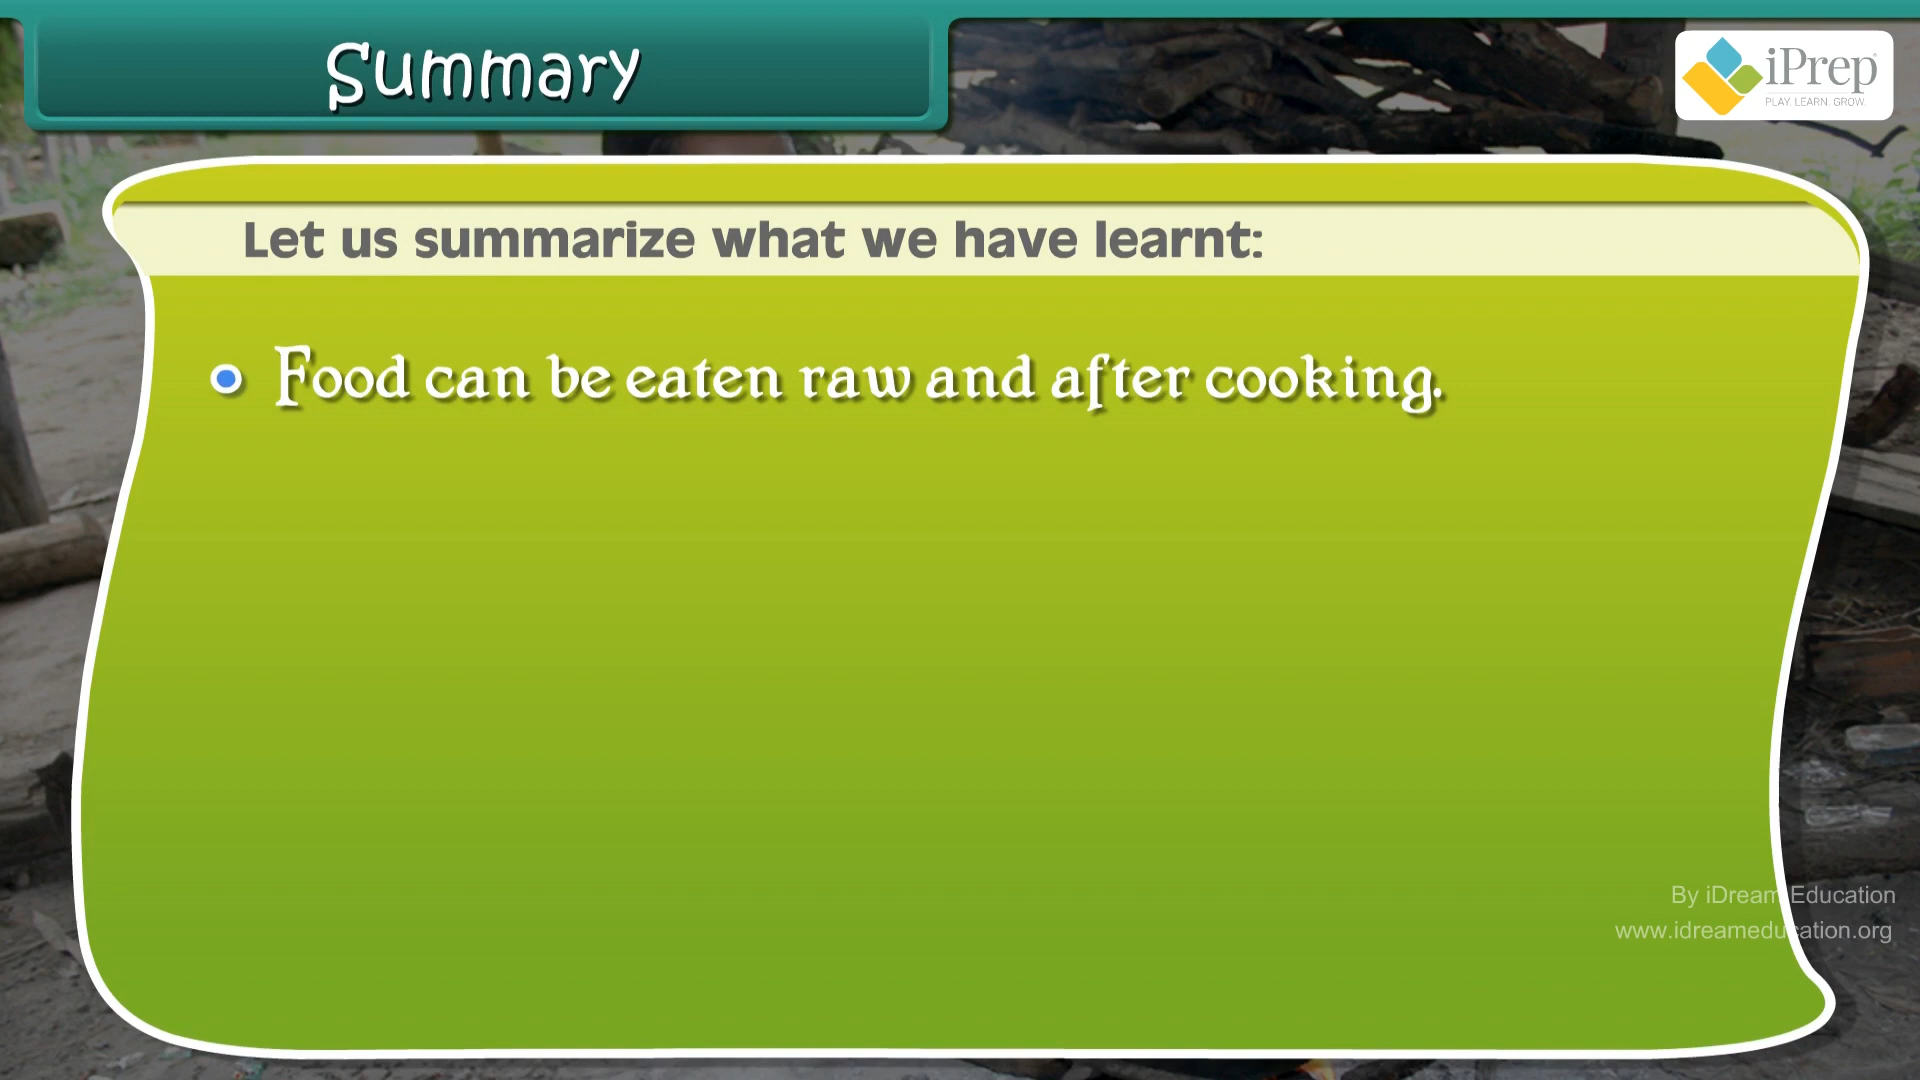 Summary
iPrep
PLAY. LEARN. GROW.
Let us summarize what we have learnt:
Food can be eaten raw and after cooking.
By iDream Education
www.idreameducation.org